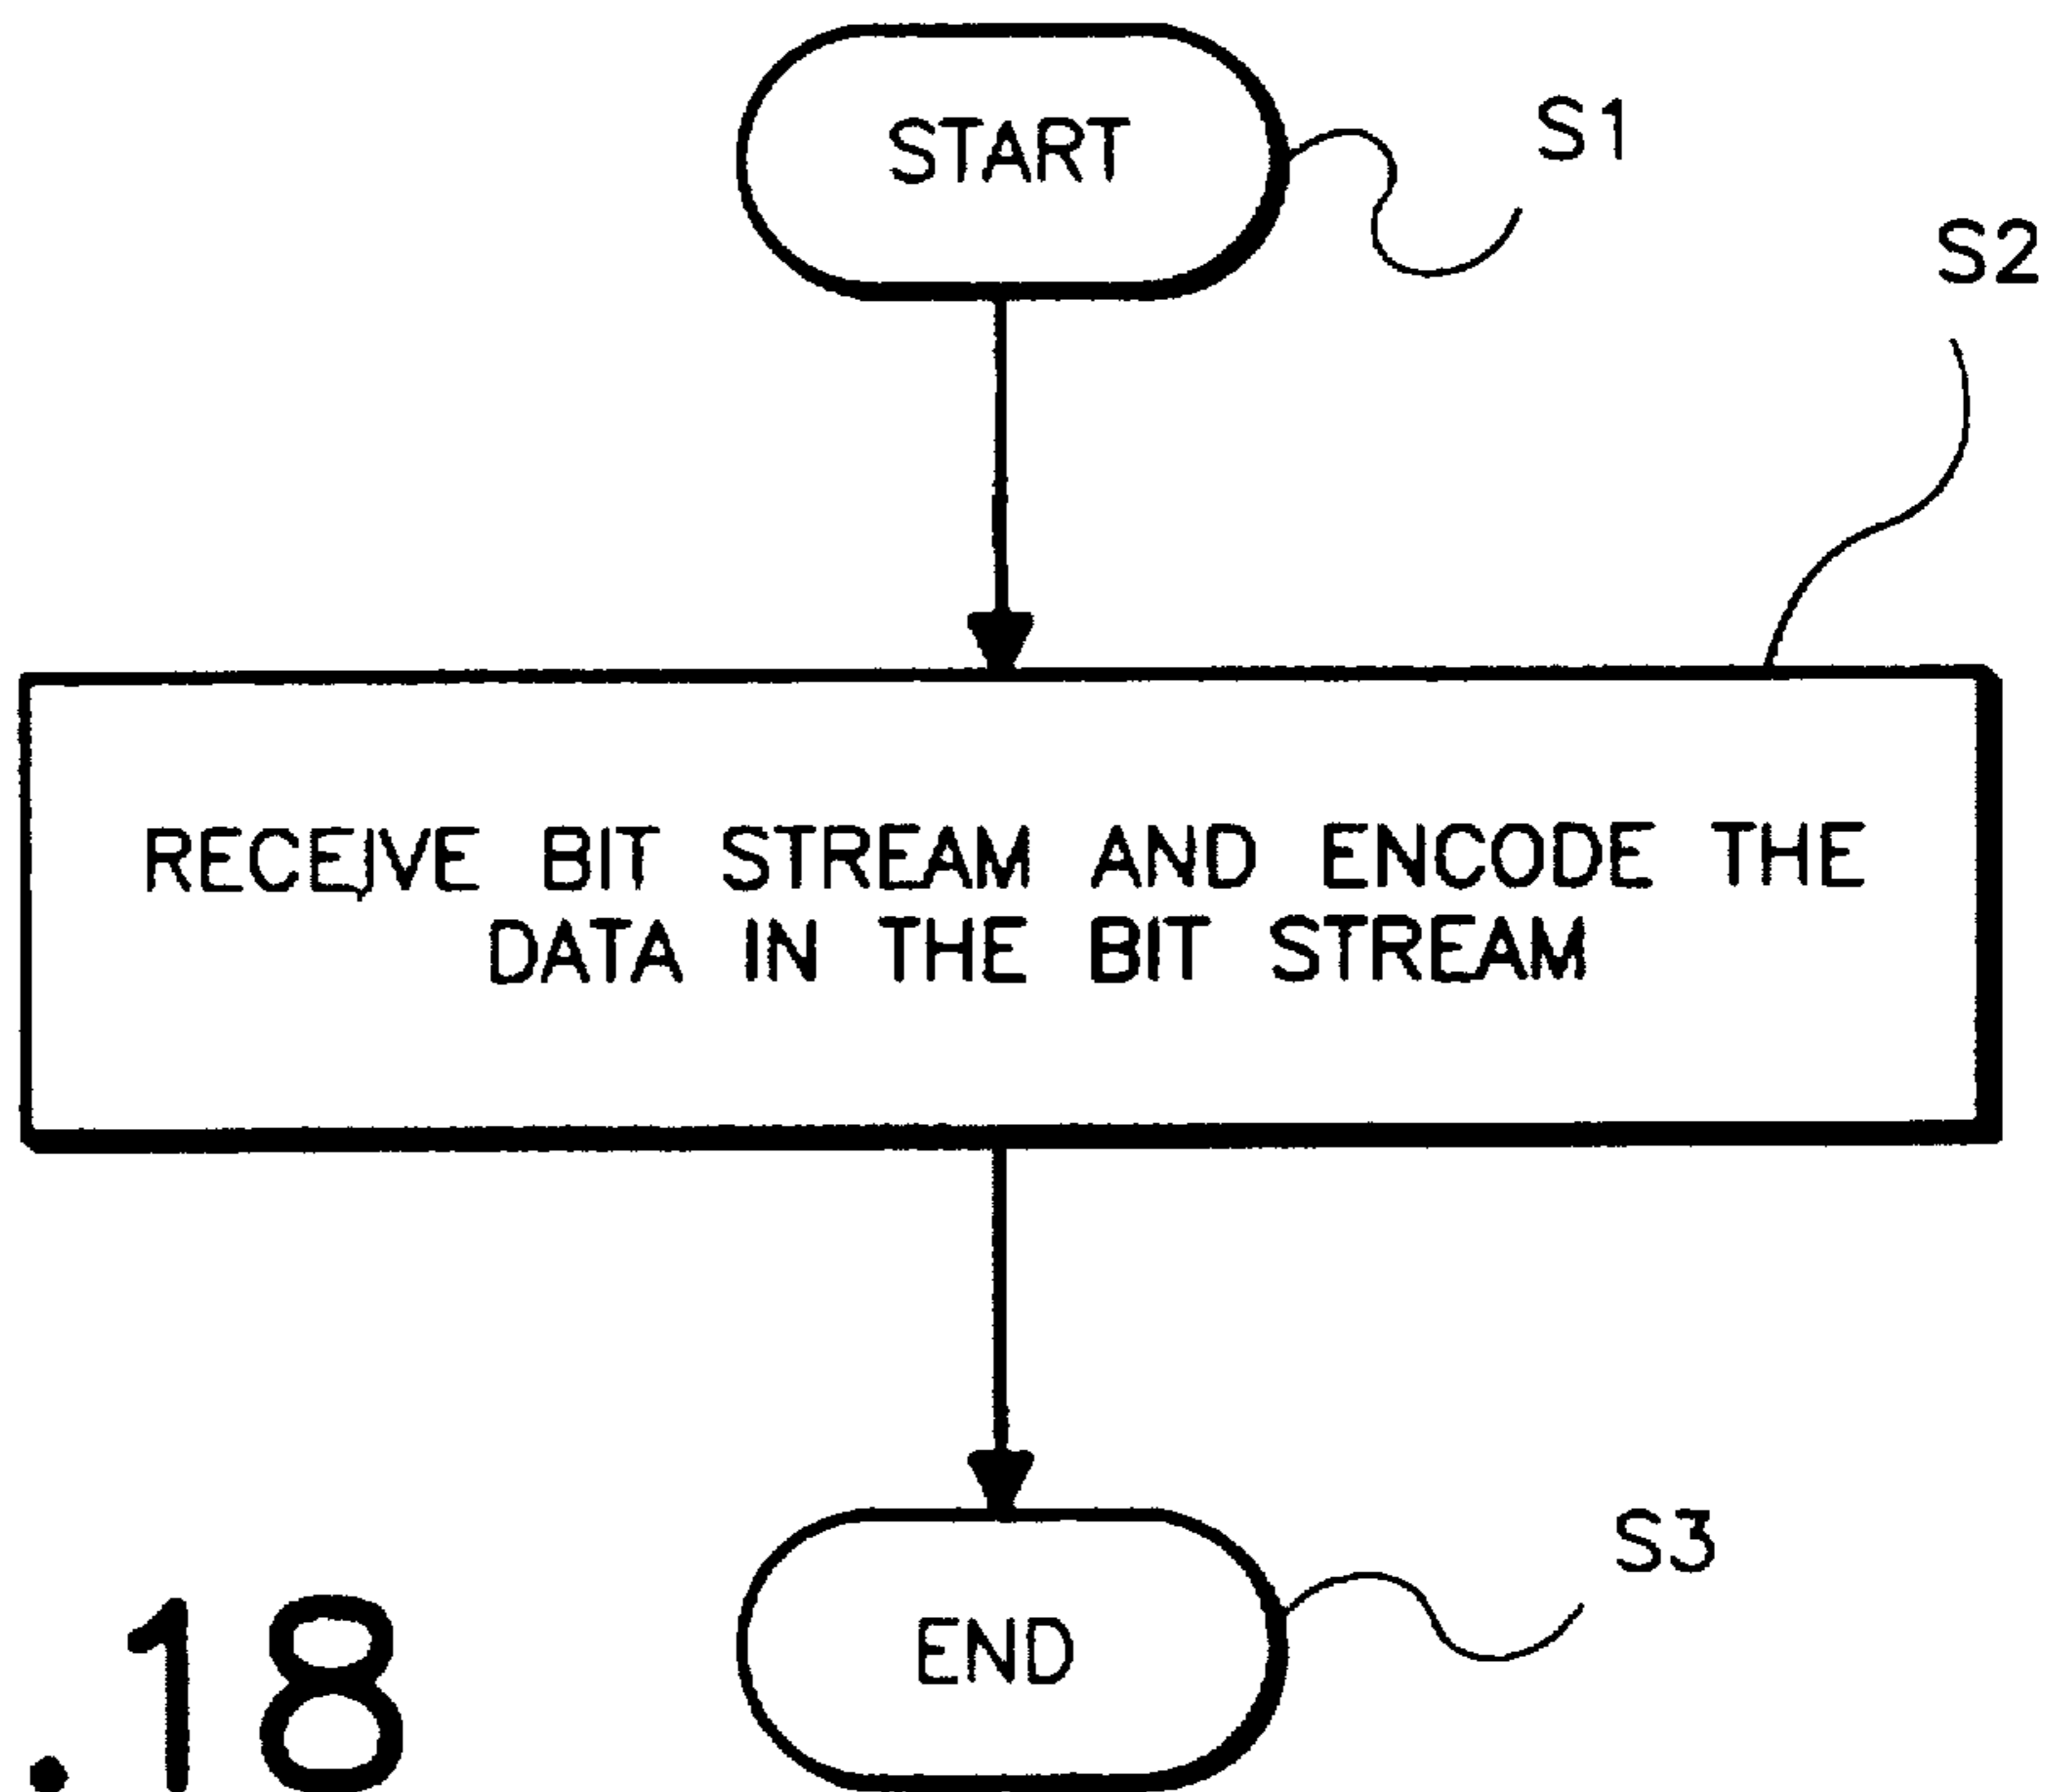 START
S1
S2
RECEIVE BIT STREAM AND ENCODE THE
DATA IN THE BIT STREAM
S3
END
.18